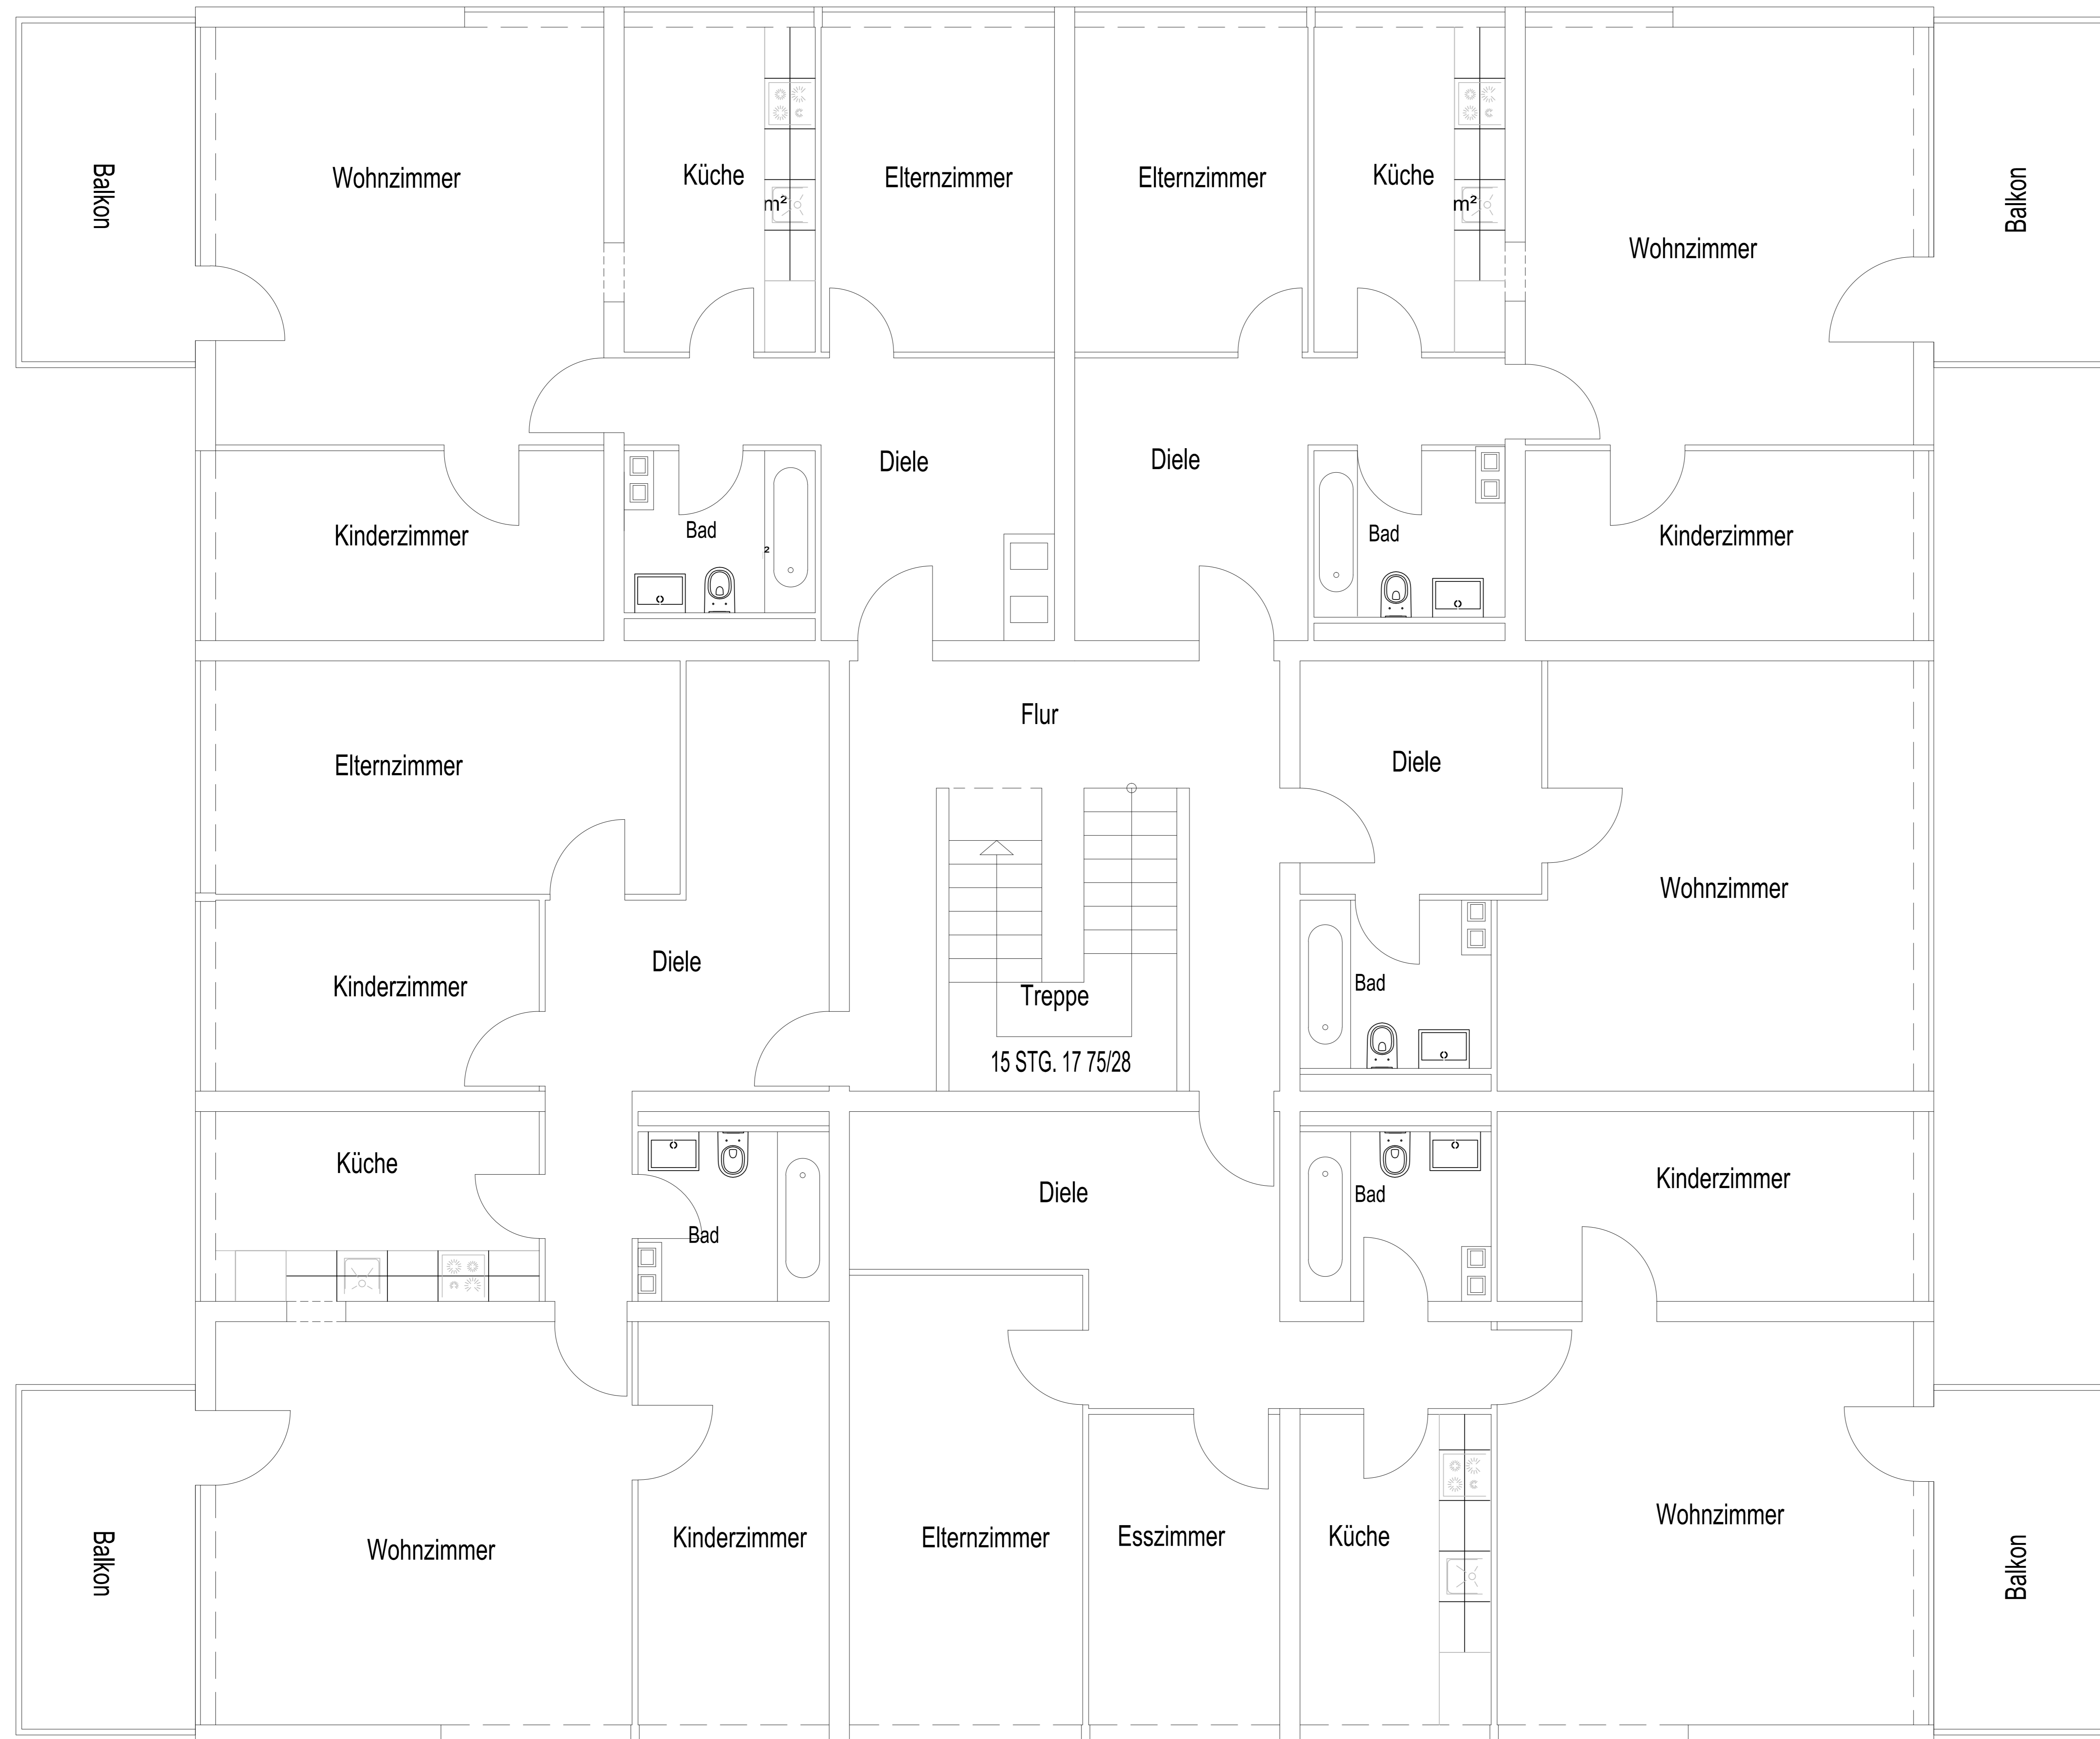 Balkon
Wohnzimmer
Küche
m²
Elternzimmer
Elternzimmer
Küche
m²
Wohnzimmer
Balkon
Diele
Diele
Kinderzimmer
Bad
²
Bad
Kinderzimmer
Flur
Elternzimmer
Diele
Wohnzimmer
Diele
Kinderzimmer
Bad
Treppe
15 STG. 17 75/28
Küche
Bad
Diele
Bad
Kinderzimmer
Balkon
Wohnzimmer
Kinderzimmer
Elternzimmer
Esszimmer
Küche
Wohnzimmer
Balkon